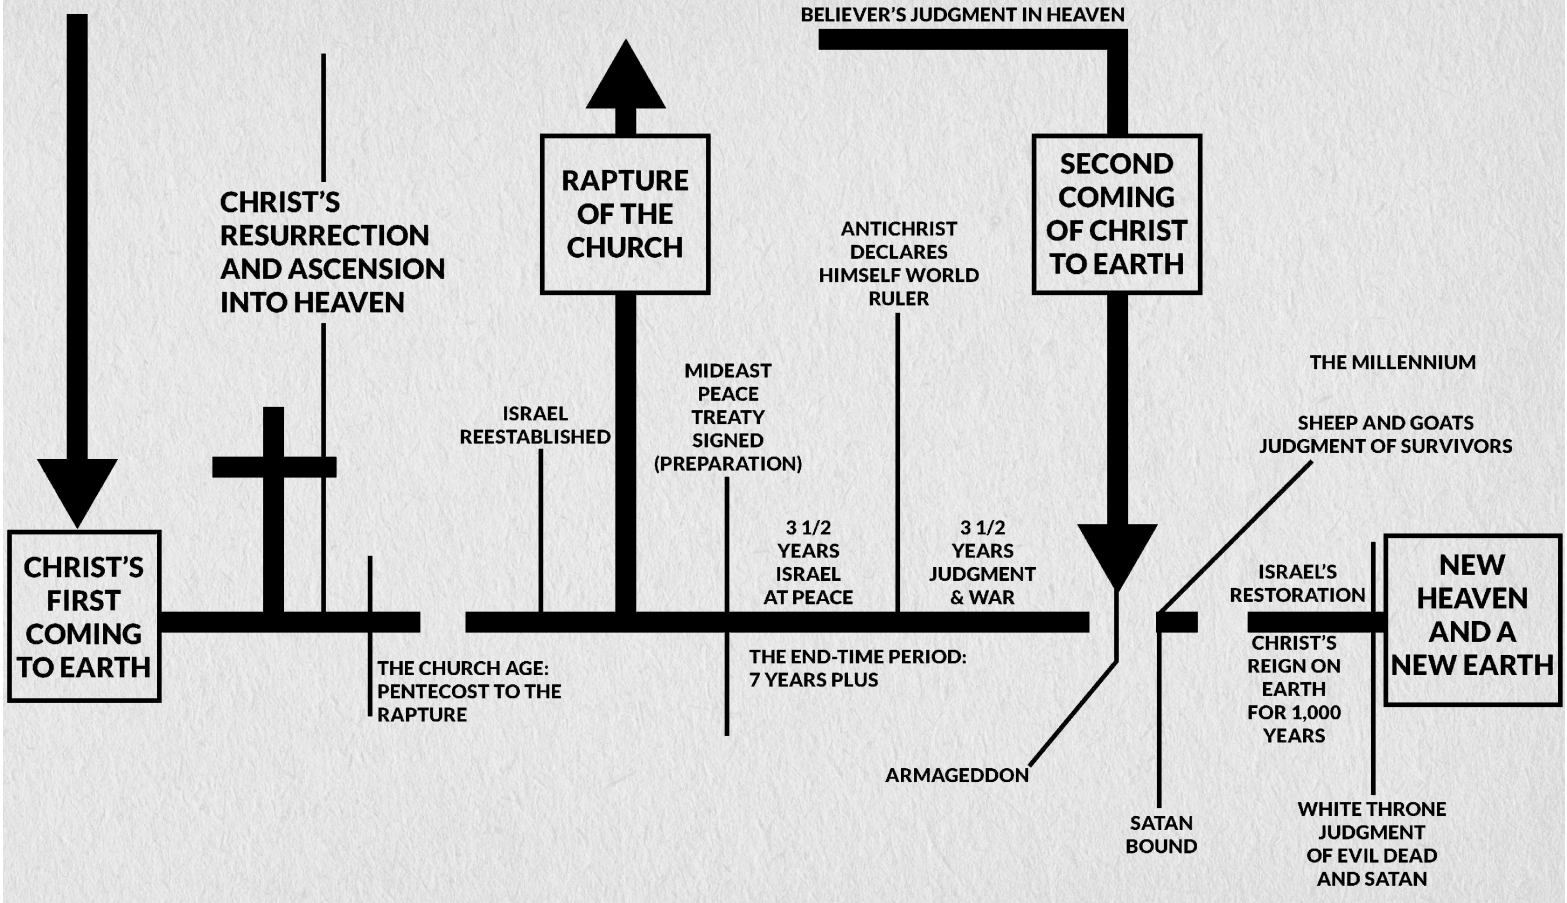 BELIEVER'S JUDGMENT IN HEAVEN
CHRIST'S
RESURRECTION
AND ASCENSION
INTO HEAVEN
RAPTURE
OF THE
CHURCH
SECOND
COMING
OF CHRIST
TO EARTH
ANTICHRIST
DECLARES
HIMSELF WORLD
RULER
MIDEAST
PEACE
TREATY
SIGNED
(PREPARATION)
ISRAEL
REESTABLISHED
THE MILLENNIUM
SHEEP AND GOATS
JUDGMENT OF SURVIVORS
3 1/2
YEARS
ISRAEL
AT PEACE
3 1/2
YEARS
JUDGMENT
& WAR
CHRIST'S
FIRST
COMING
TO EARTH
ISRAEL'S
RESTORATION
NEW
HEAVEN
AND A
NEW EARTH
THE CHURCH AGE:
PENTECOST TO THE
RAPTURE
THE END-TIME PERIOD:
7 YEARS PLUS
CHRIST'S
REIGN ON
EARTH
FOR 1,000
YEARS
ARMAGEDDON
SATAN
BOUND
WHITE THRONE
JUDGMENT
OF EVIL DEAD
AND SATAN